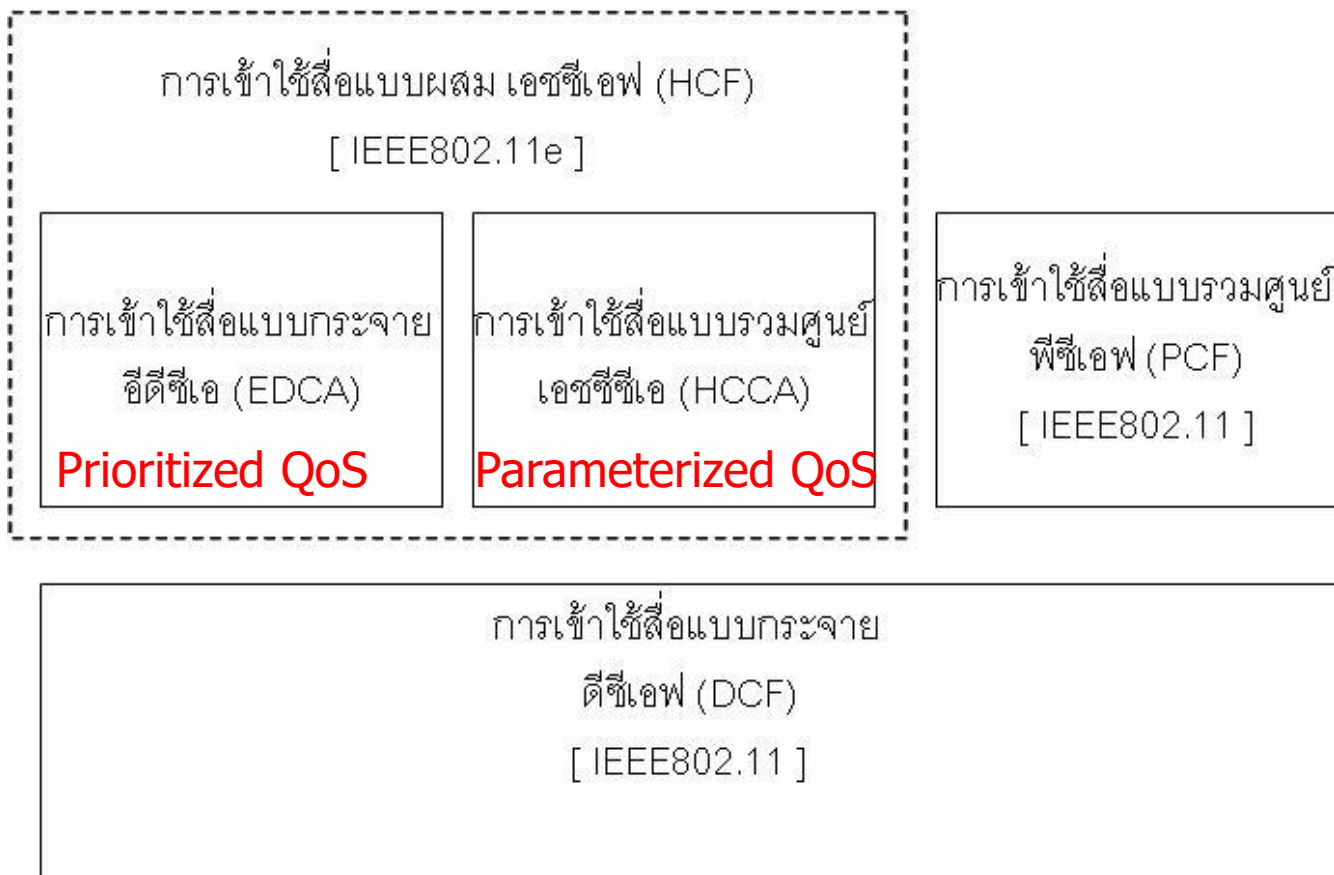 การเข้าใช้สื่อแบบผสม เอชซีเอฟ (HCF)
[ IEEE802.11e ]
การเข้าใช้สื่อแบบกระจาย
อีดีซีเอ (EDCA)
Prioritized QoS
การเข้าใช้สื่อแบบรวมศูนย์
เอชซีซีเอ (HCCA)
Parameterized QoS
การเข้าใช้สื่อแบบรวมศูนย์
พีซีเอฟ (PCF)
[ IEEE802.11 ]
การเข้าใช้สื่อแบบกระจาย
ดีซีเอฟ (DCF)
[ IEEE802.11 ]